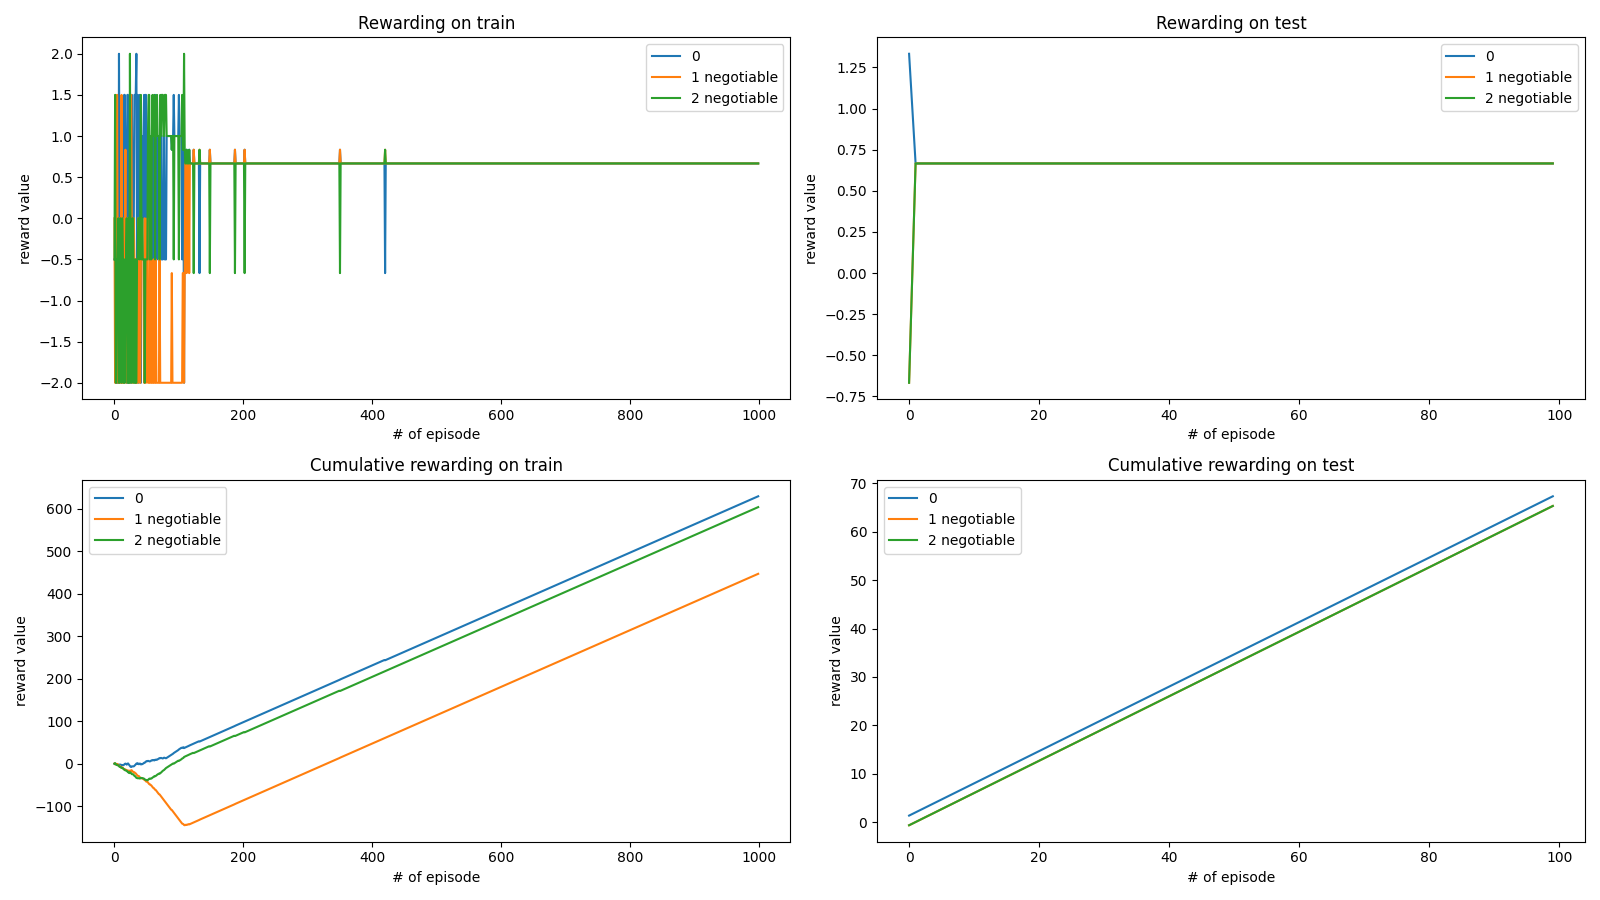 Rewarding on train
2.0
1.5
1.0
0.5
0.0
−0.5
−1.0
−1.5
−2.0
reward value
0
1 negotiable
2 negotiable
0 200 400 600 800 1000
# of episode
Rewarding on test
1.25
1.00
0.75
0.50
0.25
0.00
−0.25
−0.50
−0.75
reward value
0
1 negotiable
2 negotiable
0 20 40 60 80 100
# of episode
Cumulative rewarding on train
600
500
400
300
200
100
0
−100
reward value
0
1 negotiable
2 negotiable
0 200 400 600 800 1000
# of episode
Cumulative rewarding on test
70
60
50
40
30
20
10
0
reward value
0
1 negotiable
2 negotiable
0 20 40 60 80 100
# of episode